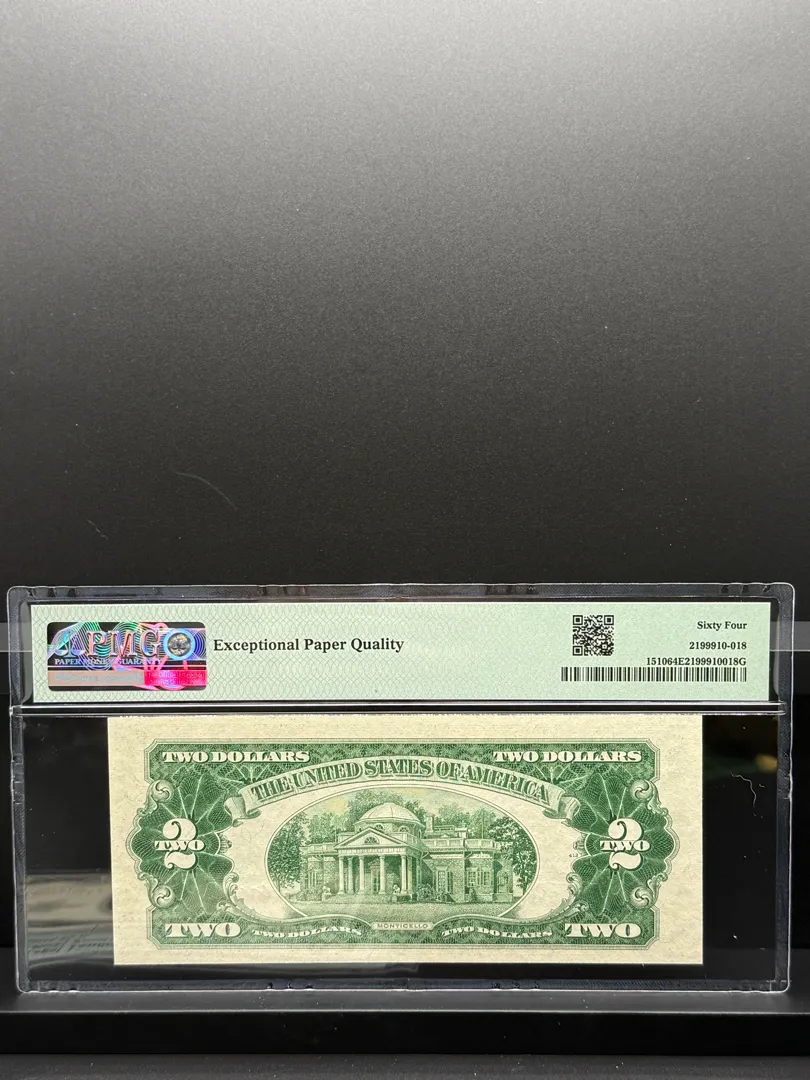 PMG
PAPER MONEY GUARANTY
Exceptional Paper Quality
Sixty Four
2199910-018
151064E2199910018G
TWO DOLLARS TWO DOLLARS
THE UNITED STATES OF AMERICA
2 2
TWO TWO
TWO TWO DOLLARS MONTICELLO TWO DOLLARS TWO